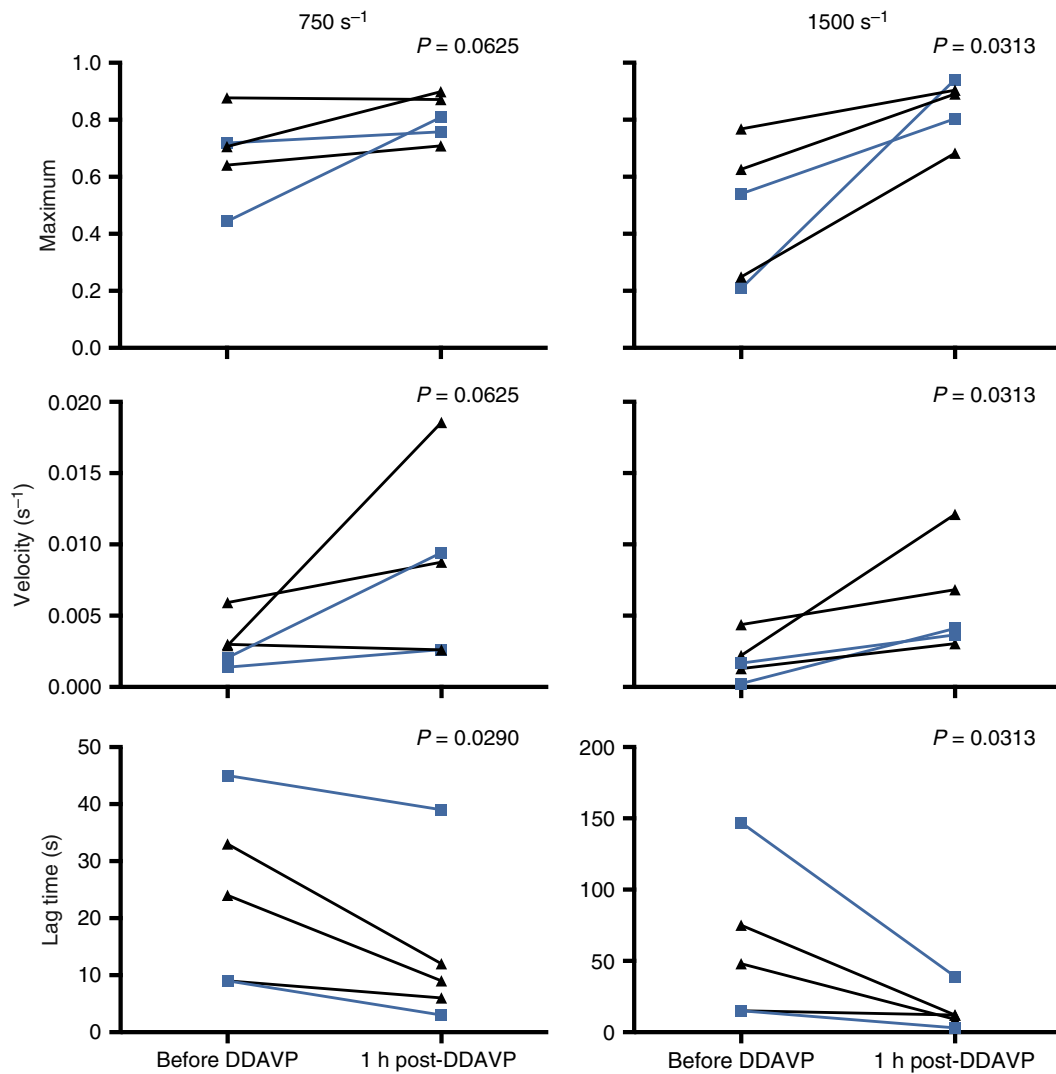 750 s⁻¹
1500 s⁻¹
P = 0.0625
P = 0.0313
Maximum
1.0
0.8
0.6
0.4
0.2
0.0
P = 0.0625
P = 0.0313
Velocity (s⁻¹)
0.020
0.015
0.010
0.005
0.000
P = 0.0290
P = 0.0313
Lag time (s)
50
40
30
20
10
0
200
150
100
50
0
Before DDAVP
1 h post-DDAVP
Before DDAVP
1 h post-DDAVP